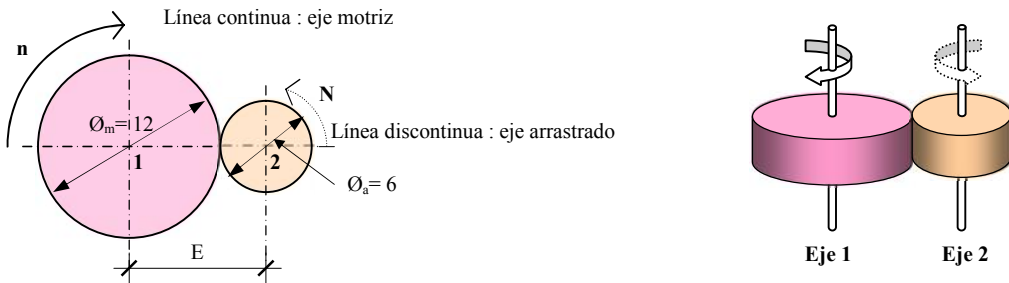 Línea continua : eje motriz
n
N
Øm= 12
Línea discontinua : eje arrastrado
1
2
Øa= 6
E
Eje 1
Eje 2